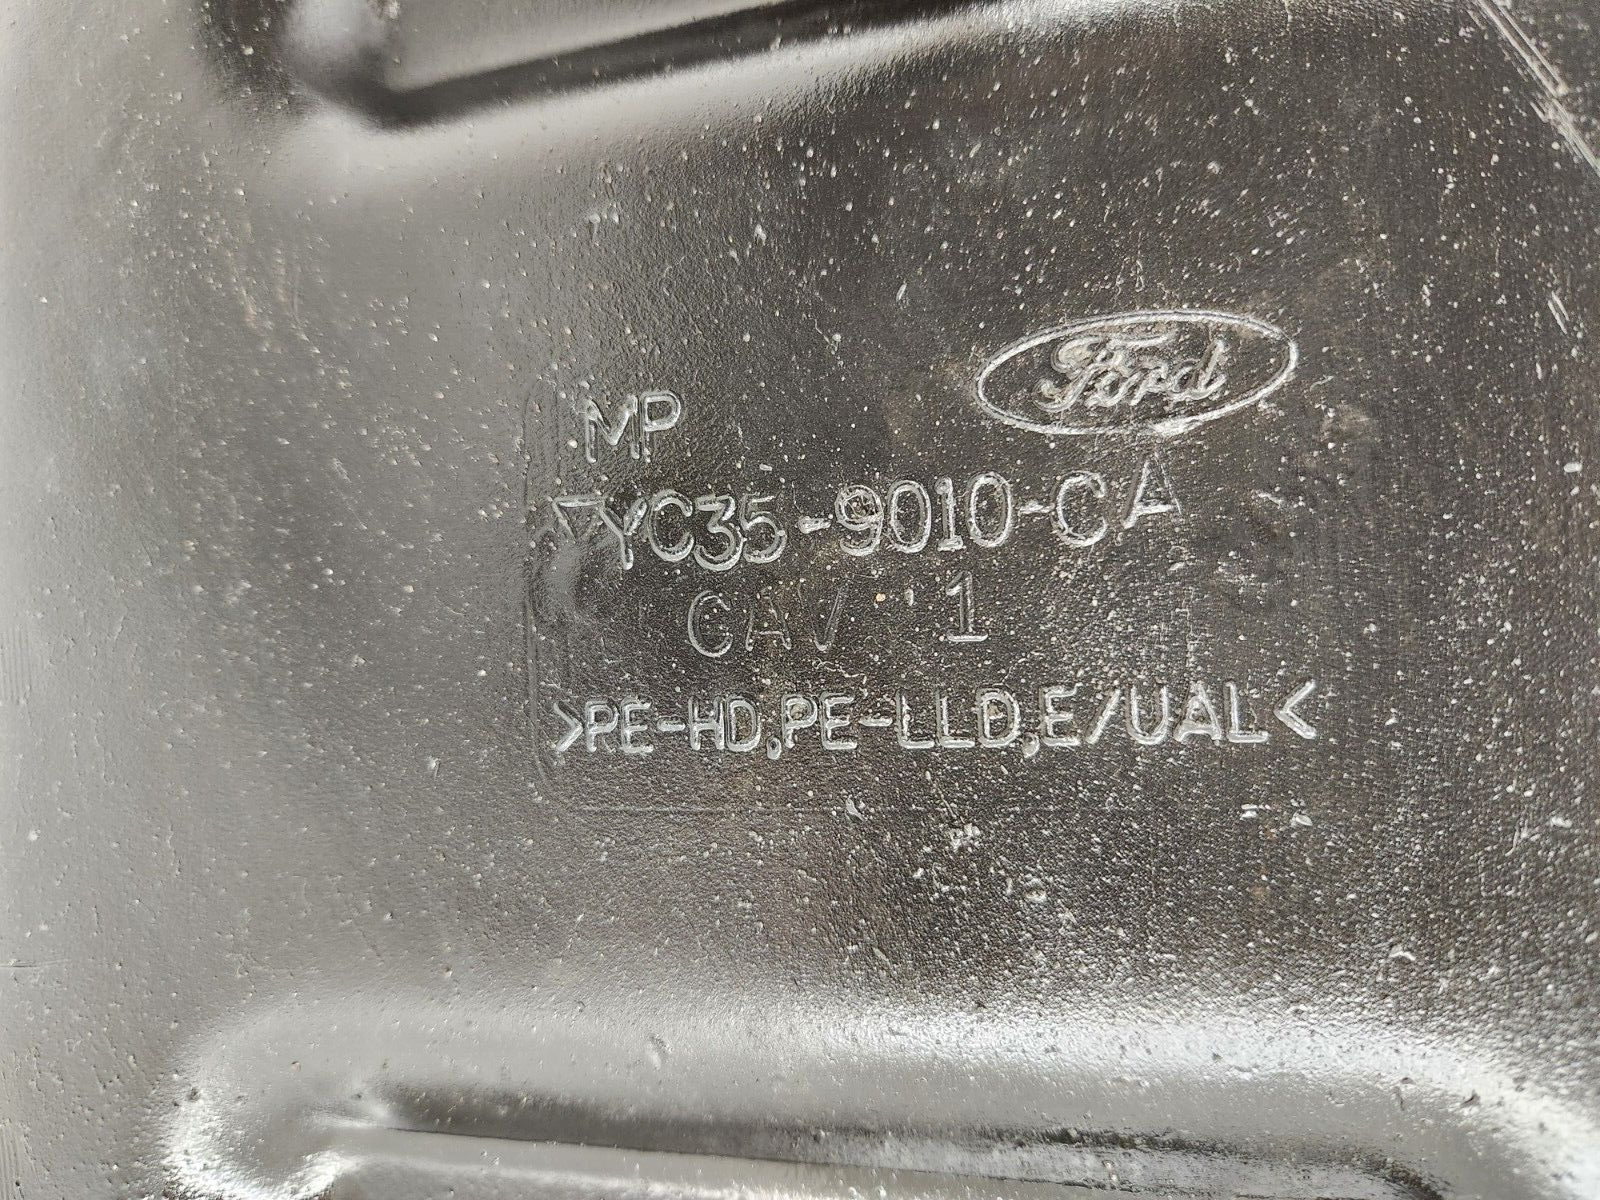 Ford
MP
YC35-9010-CA
CAV 1
>PE-HD,PE-LLD,E/UAL<